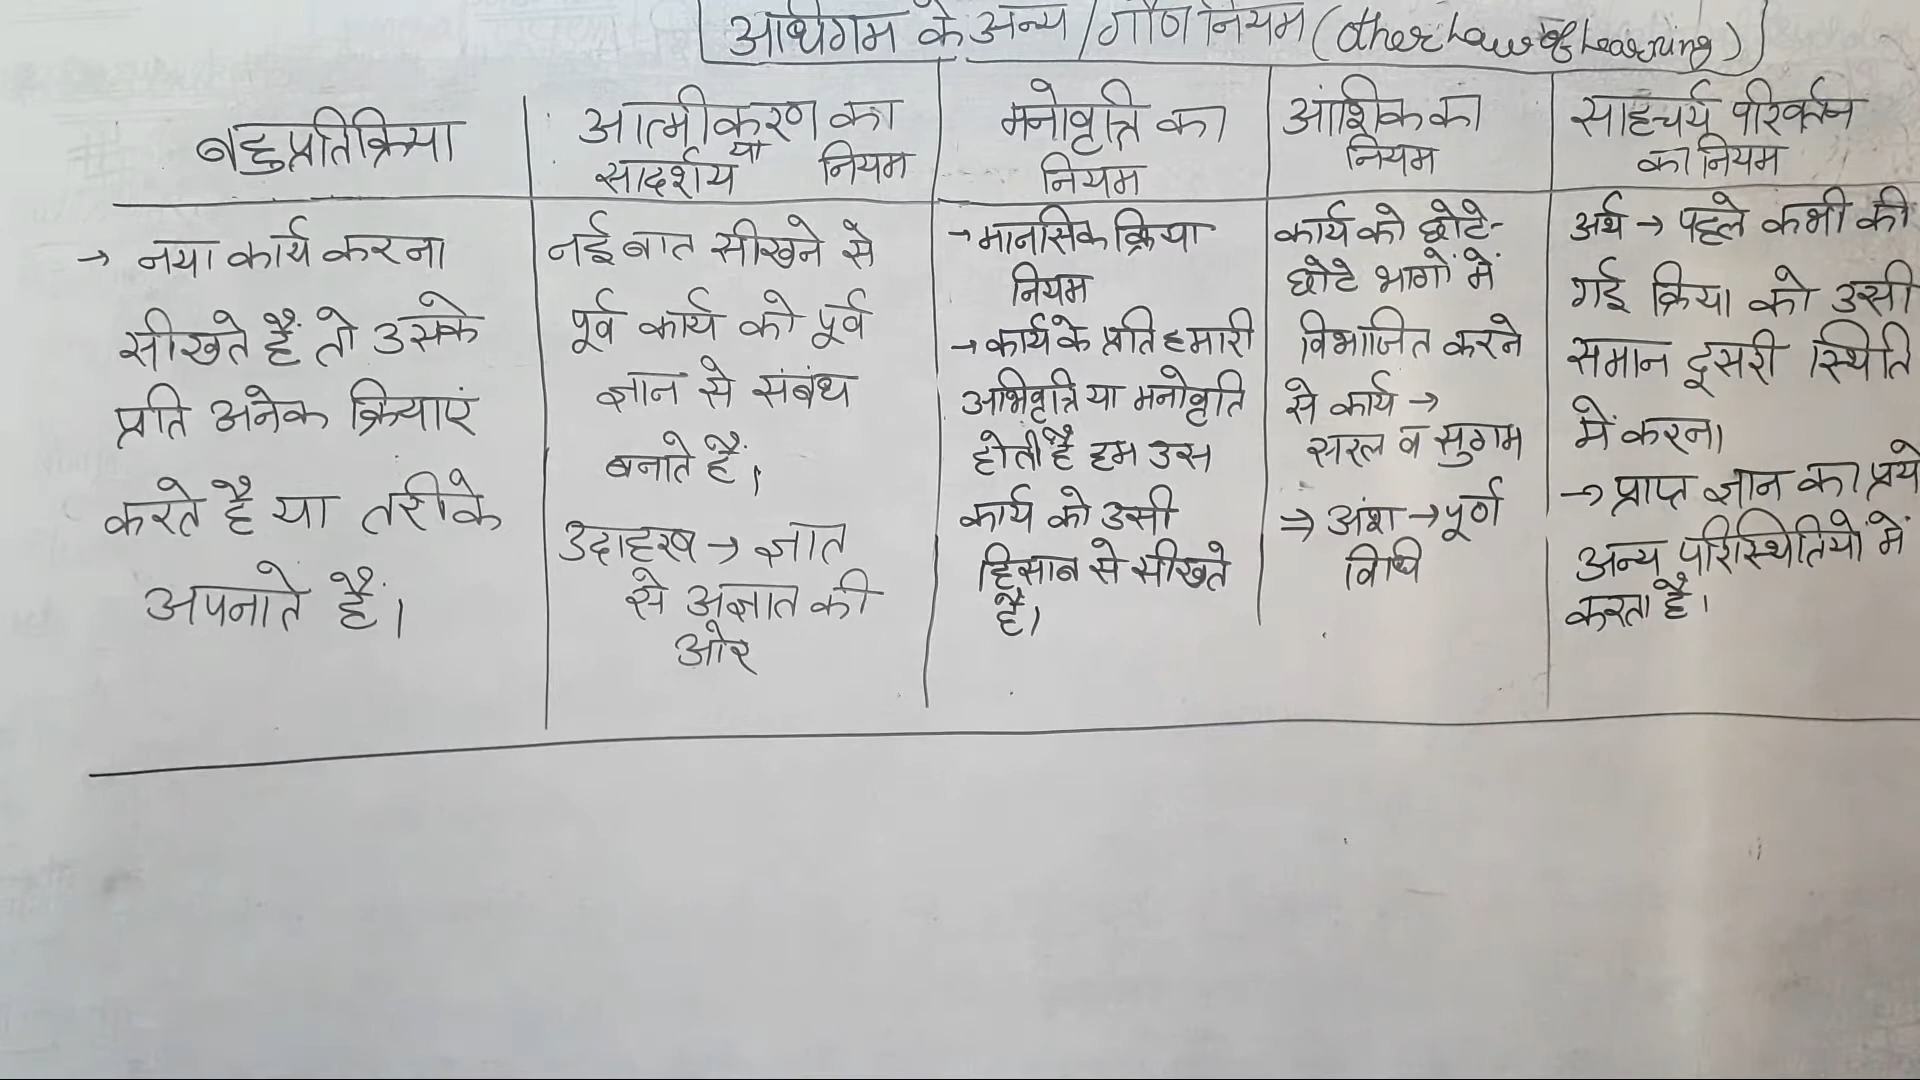 अधिगम के अन्य/गौण नियम (Other Law of Learning)
बहुप्रतिक्रिया
→ नया कार्य करना
सीखते हैं तो उसके
प्रति अनेक क्रियाएं
करते है या तरीके
अपनाते हैं।
आत्मीकरण का
या
सादर्शय नियम
नई बात सीखने से
पूर्व कार्य को पूर्व
ज्ञान से संबंध
बनाते हैं।
उदाहरण → ज्ञात
से अज्ञात की
ओर
मनोवृत्ति का
नियम
→ मानसिक क्रिया
नियम
→ कार्य के प्रति हमारी
अभिवृत्ति या मनोवृति
होती है हम उस
कार्य को उसी
हिसाब से सीखते
है।
आंशिक का
नियम
कार्य को छोटे-
छोटे भागों में
विभाजित करने
से कार्य →
सरल व सुगम
⇒ अंश → पूर्ण
विधि
साहचर्य परिवर्तन
का नियम
अर्थ → पहले कभी की
गई क्रिया को उसी
समान दूसरी स्थिति
में करना
→ प्राप्त ज्ञान का
अन्य परिस्थितियों में
करता है।